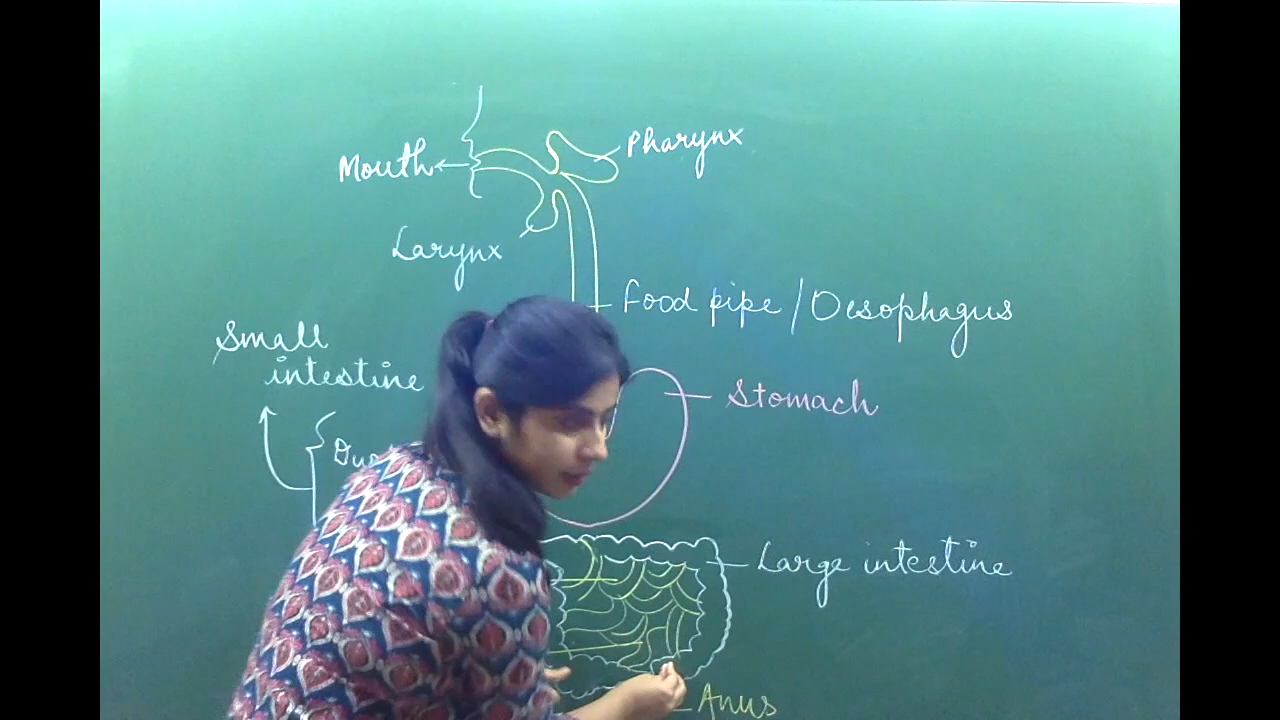 Pharynx
Mouth
Larynx
Food pipe / Oesophagus
Small
intestine
Stomach
Large intestine
Anus